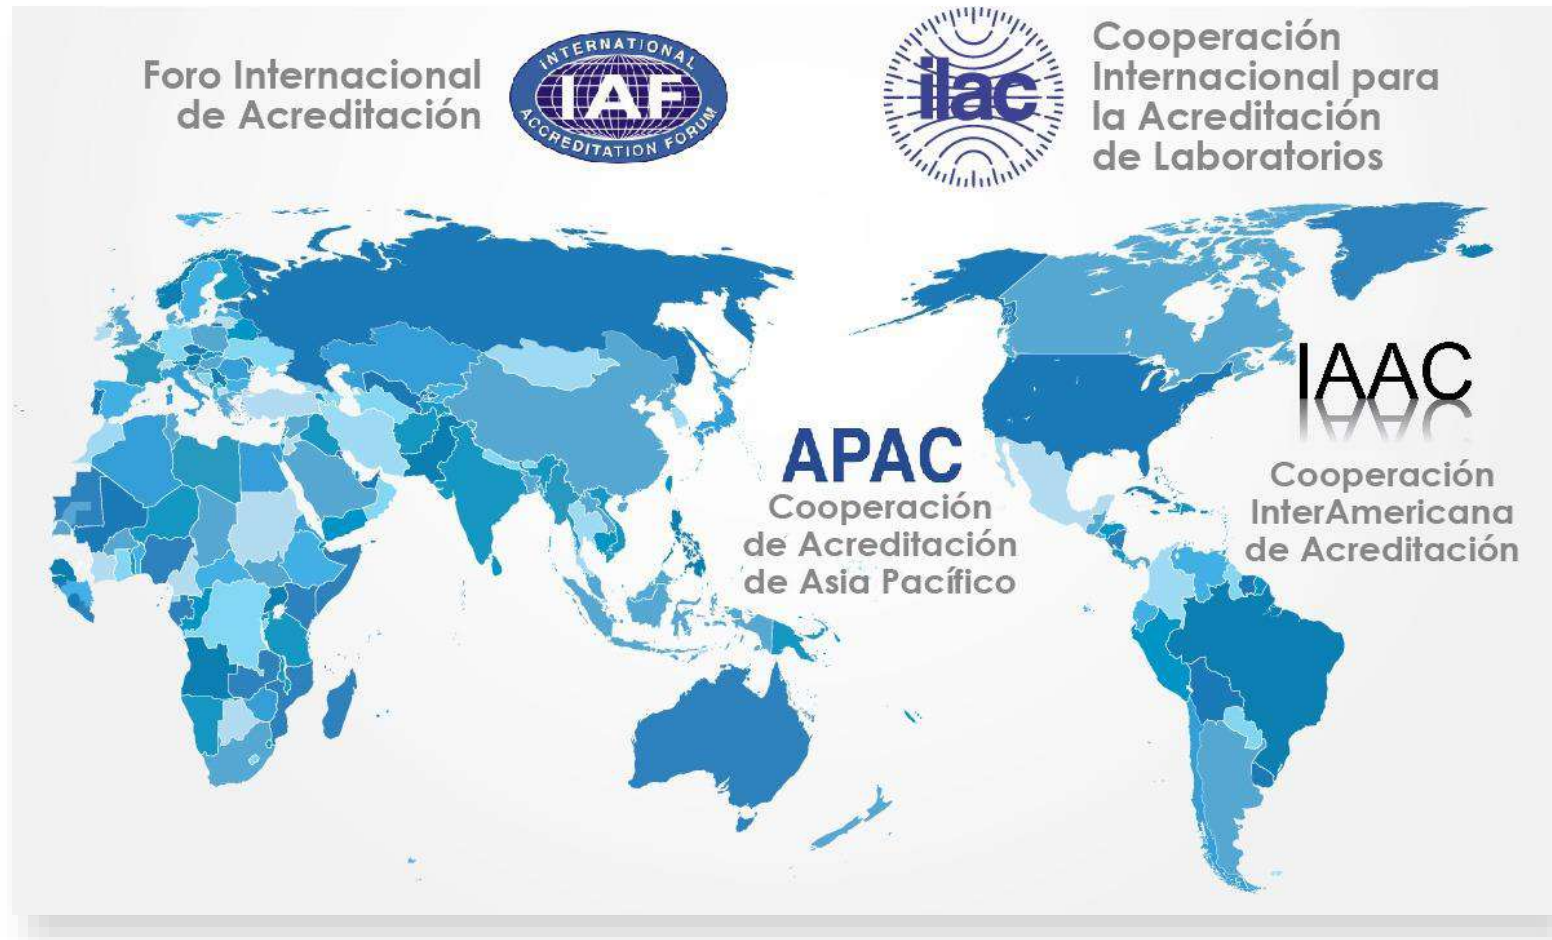 Foro Internacional
de Acreditación
INTERNATIONAL
IAF
ACCREDITATION FORUM
ilac
Cooperación
Internacional para
la Acreditación
de Laboratorios
APAC
Cooperación
de Acreditación
de Asia Pacífico
IAAC
Cooperación
InterAmericana
de Acreditación